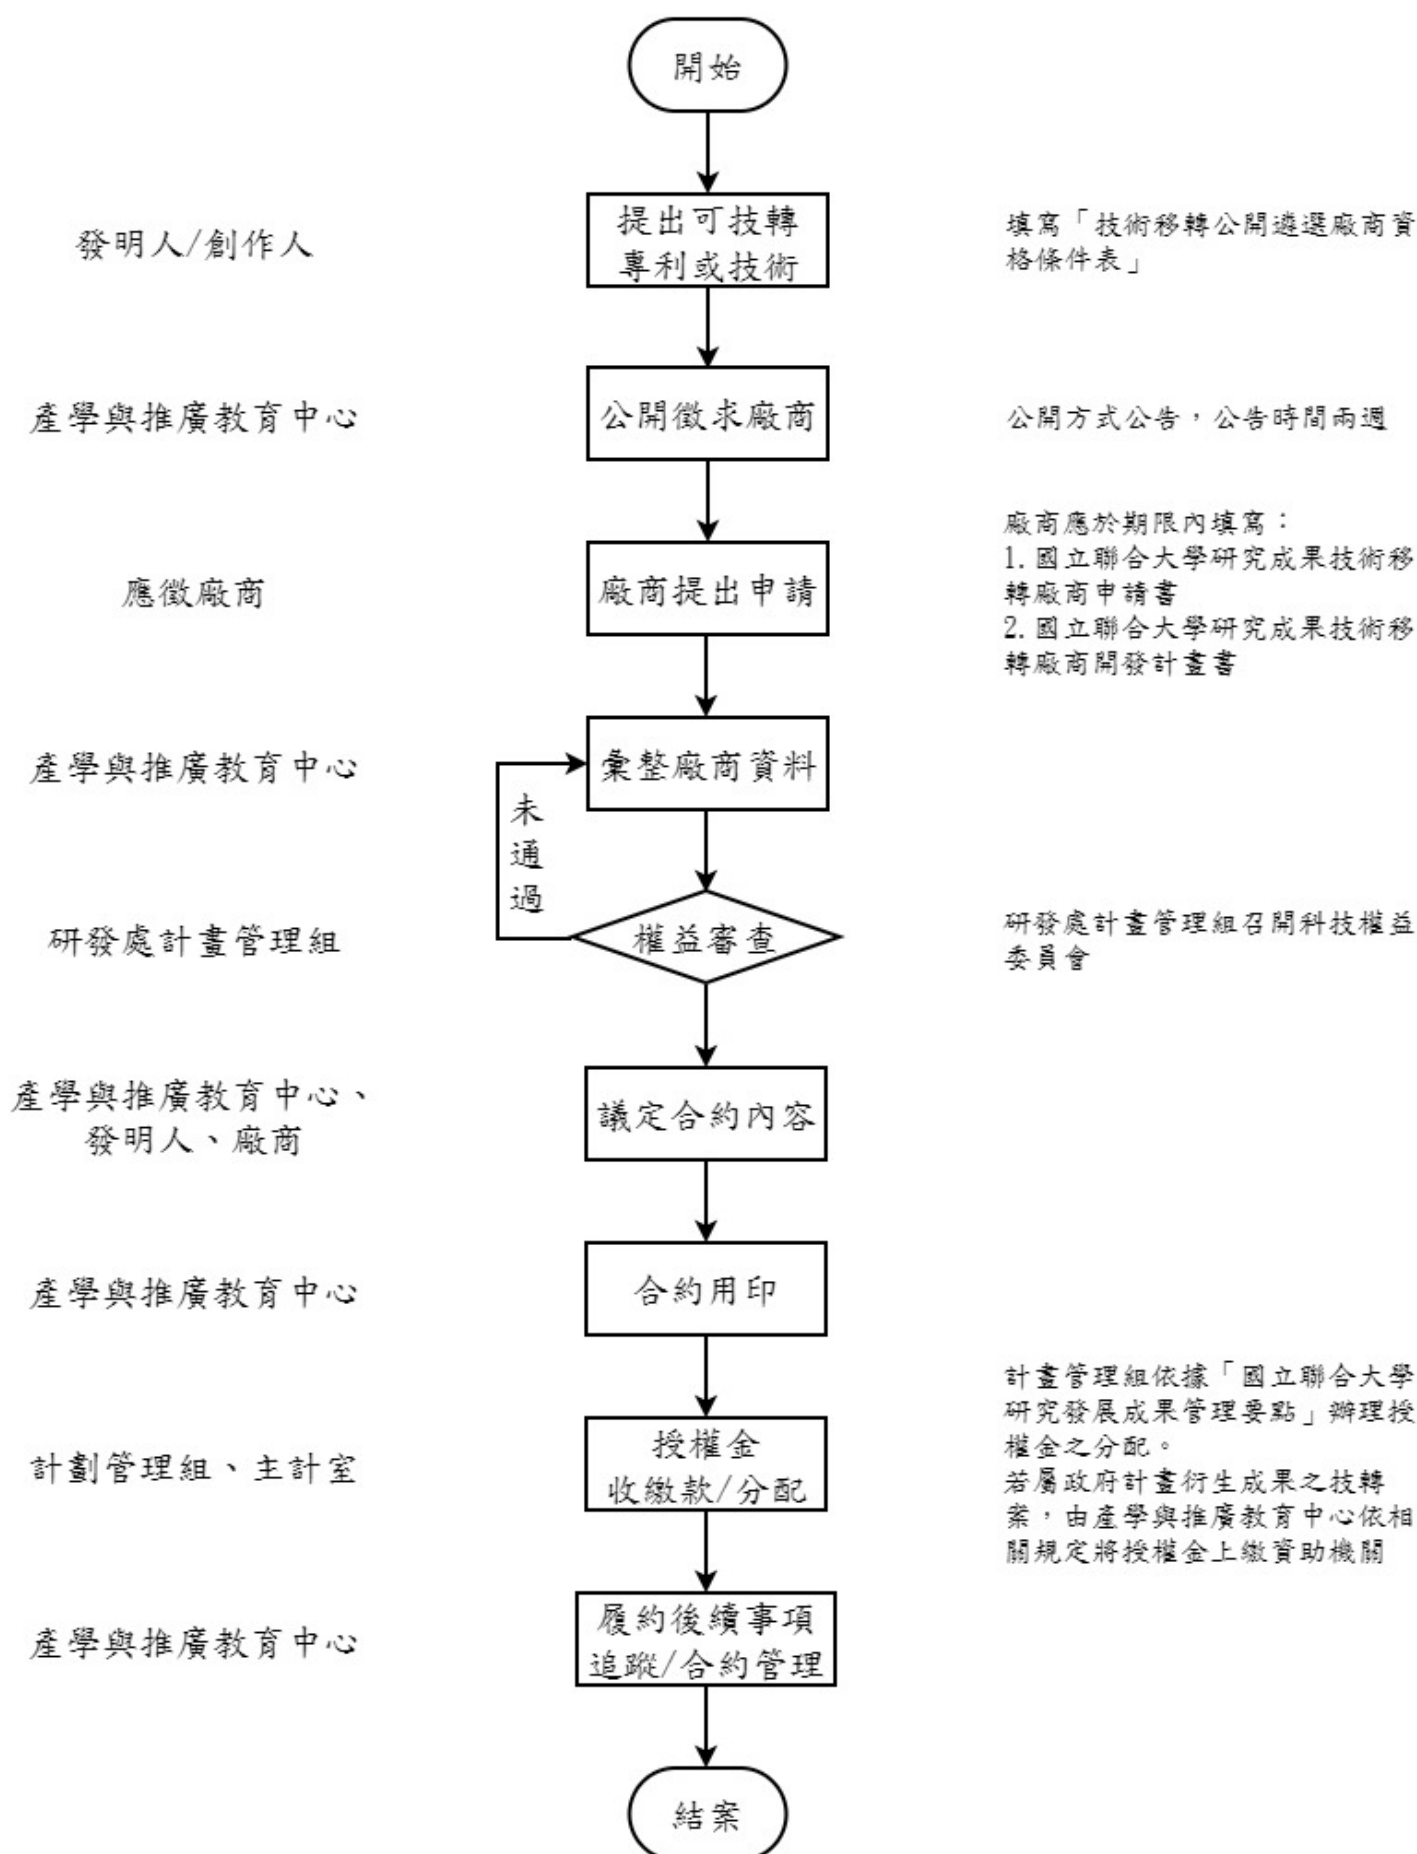 開始
發明人/創作人
提出可技轉
專利或技術
填寫「技術移轉公開遴選廠商資
格條件表」
產學與推廣教育中心
公開徵求廠商
公開方式公告，公告時間兩週
應徵廠商
廠商提出申請
廠商應於期限內填寫：
1.國立聯合大學研究成果技術移
轉廠商申請書
2.國立聯合大學研究成果技術移
轉廠商開發計畫書
產學與推廣教育中心
彙整廠商資料
未
通
過
研發處計畫管理組
權益審查
研發處計畫管理組召開科技權益
委員會
產學與推廣教育中心、
發明人、廠商
議定合約內容
產學與推廣教育中心
合約用印
計劃管理組、主計室
授權金
收繳款/分配
計畫管理組依據「國立聯合大學
研究發展成果管理要點」辦理授
權金之分配。
若屬政府計畫衍生成果之技轉
案，由產學與推廣教育中心依相
關規定將授權金上繳資助機關
產學與推廣教育中心
履約後續事項
追蹤/合約管理
結案